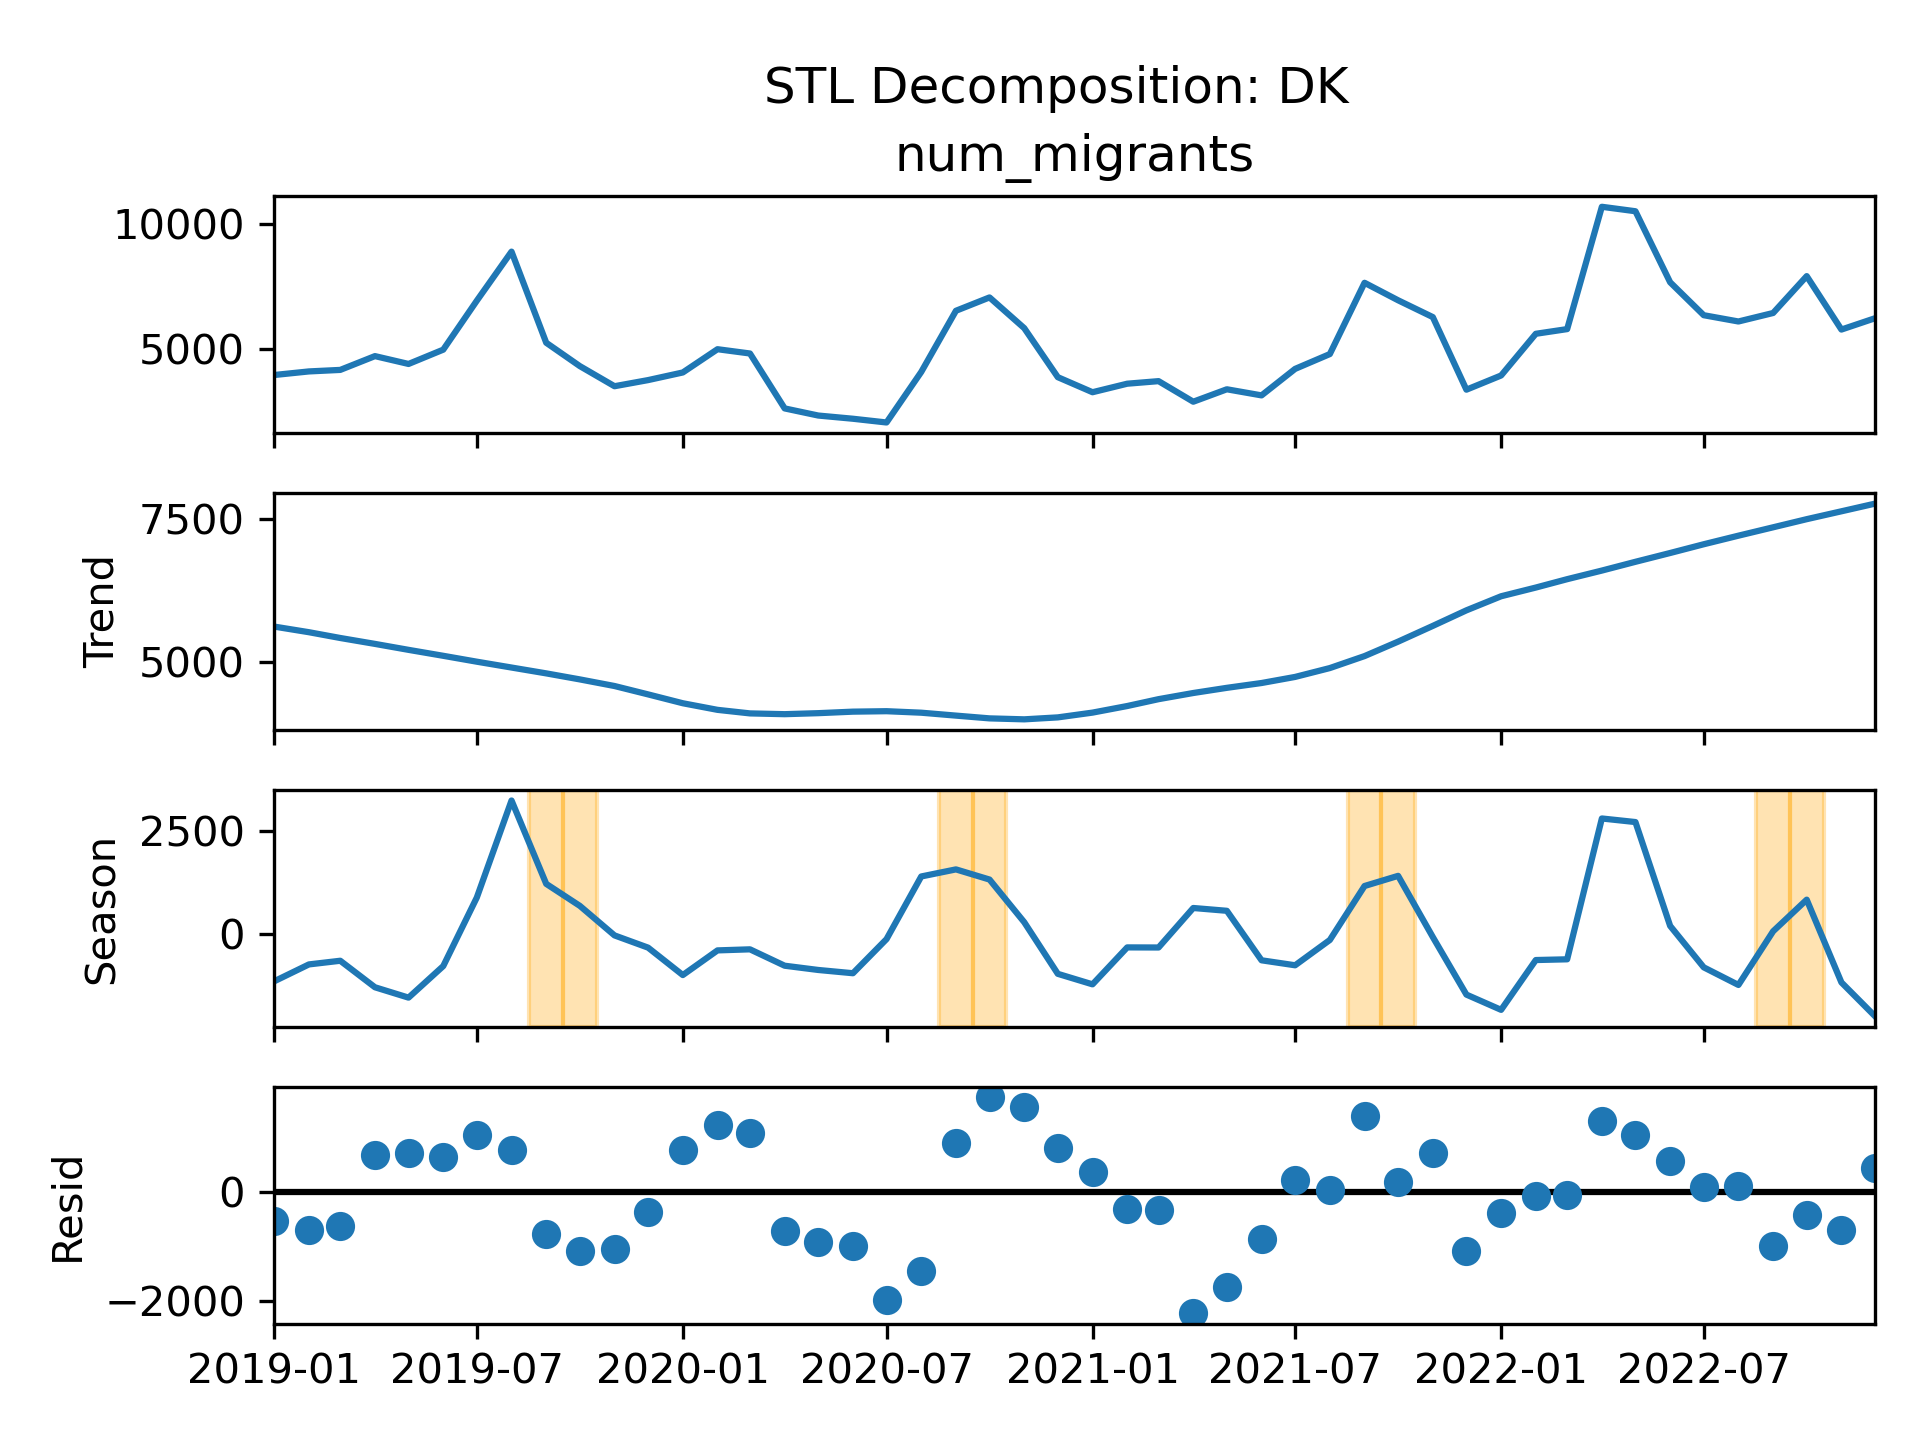 STL Decomposition: DK
num_migrants
10000
5000
Trend
7500
5000
Season
2500
0
Resid
0
−2000
2019-01 2019-07 2020-01 2020-07 2021-01 2021-07 2022-01 2022-07